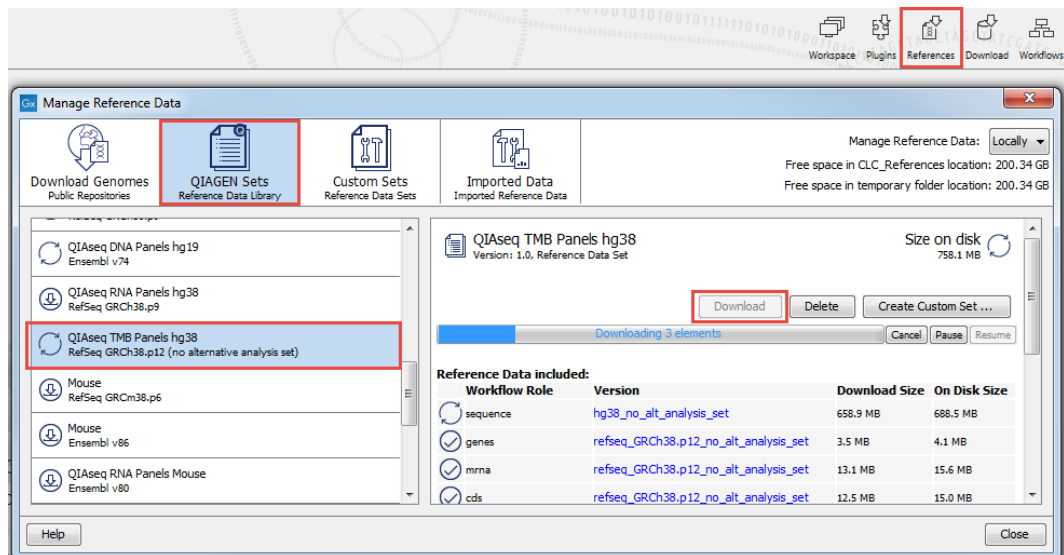 Workspace Plugins References Download Workflows
Gx Manage Reference Data
Download Genomes
Public Repositories
QIAGEN Sets
Reference Data Library
Custom Sets
Reference Data Sets
Imported Data
Imported Reference Data
Manage Reference Data: Locally
Free space in CLC_References location: 200.34 GB
Free space in temporary folder location: 200.34 GB
QIAseq DNA Panels hg19
Ensembl v74
QIAseq RNA Panels hg38
RefSeq GRCh38.p9
QIAseq TMB Panels hg38
RefSeq GRCh38.p12 (no alternative analysis set)
Mouse
RefSeq GRCm38.p6
Mouse
Ensembl v86
QIAseq RNA Panels Mouse
Ensembl v80
QIAseq TMB Panels hg38
Version: 1.0, Reference Data Set
Size on disk
758.1 MB
Download Delete Create Custom Set ...
Downloading 3 elements Cancel Pause Resume
Reference Data included:
Workflow Role Version Download Size On Disk Size
sequence hg38_no_alt_analysis_set 658.9 MB 688.5 MB
genes refseq_GRCh38.p12_no_alt_analysis_set 3.5 MB 4.1 MB
mrna refseq_GRCh38.p12_no_alt_analysis_set 13.1 MB 15.6 MB
cds refseq_GRCh38.p12_no_alt_analysis_set 12.5 MB 15.0 MB
Help Close